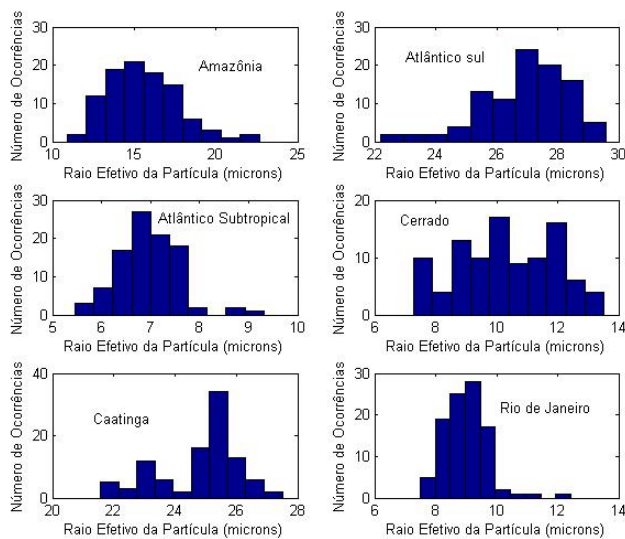 30
20
10
0
Número de Ocorrências
Amazônia
10 15 20 25
Raio Efetivo da Partícula (microns)
30
20
10
0
Número de Ocorrências
Atlântico sul
22 24 26 28 30
Raio Efetivo da Partícula (microns)
30
20
10
0
Número de Ocorrências
Atlântico Subtropical
5 6 7 8 9 10
Raio Efetivo da Partícula (microns)
20
10
0
Número de Ocorrências
Cerrado
6 8 10 12 14
Raio Efetivo da Partícula (microns)
40
20
0
Número de Ocorrências
Caatinga
20 22 24 26 28
Raio Efetivo da Partícula (microns)
30
20
10
0
Número de Ocorrências
Rio de Janeiro
6 8 10 12 14
Raio Efetivo da Partícula (microns)